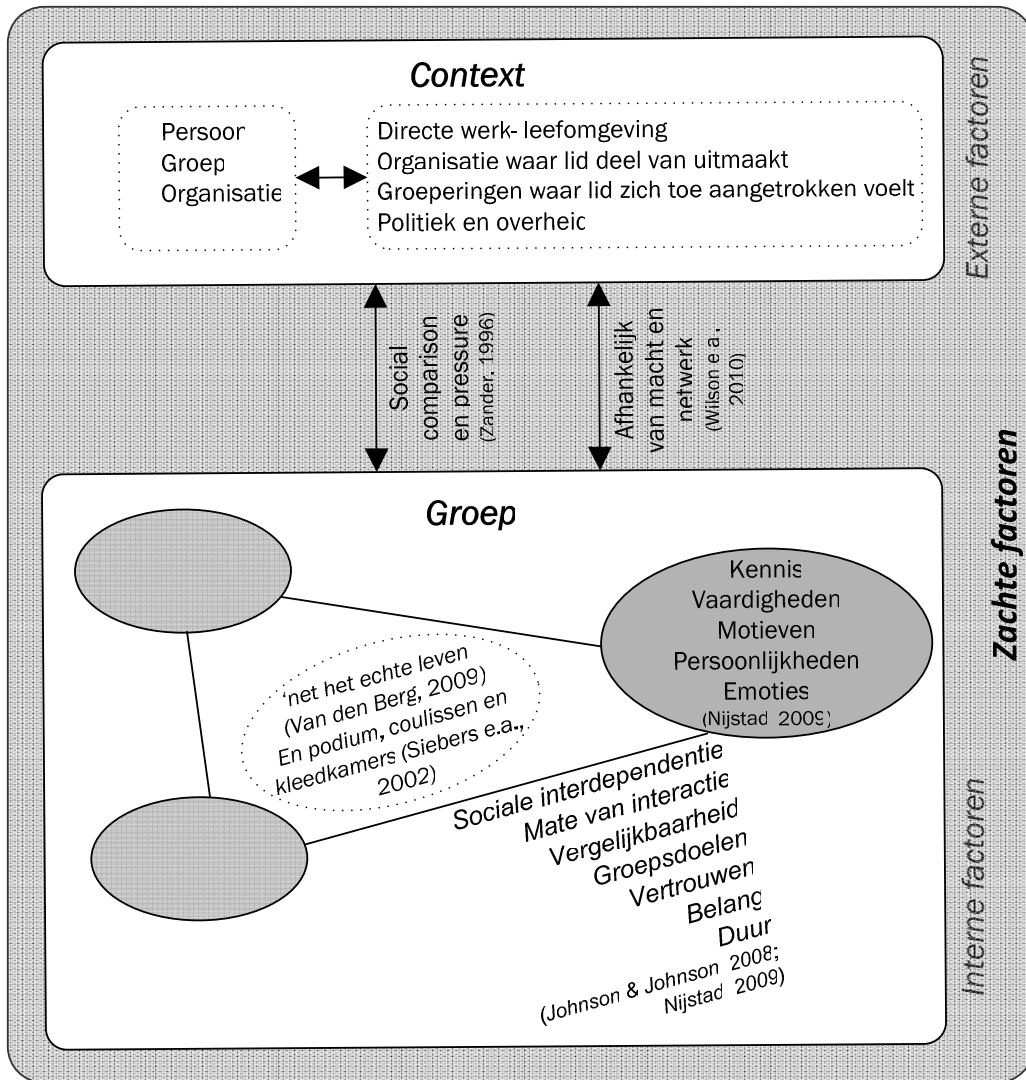 Context
Persoon
Groep
Organisatie
Directe werk- leefomgeving
Organisatie waar lid deel van uitmaakt
Groeperingen waar lid zich toe aangetrokken voelt
Politiek en overheid
Externe factoren
Social
comparison
en pressure
(Zander. 1996)
Afhankelijk
van macht en
netwerk
(Wilson e a .
2010)
Zachte factoren
Groep
Kennis
Vaardigheden
Motieven
Persoonlijkheden
Emoties
(Nijstad 2009)
'net het echte leven
(Van den Berg, 2009)
En podium, coulissen en
kleedkamers (Siebers e.a.,
2002)
Sociale interdependentie
Mate van interactie
Vergelijkbaarheid
Groepsdoelen
Vertrouwen
Belang
Duur
(Johnson & Johnson 2008;
Nijstad 2009)
Interne factoren